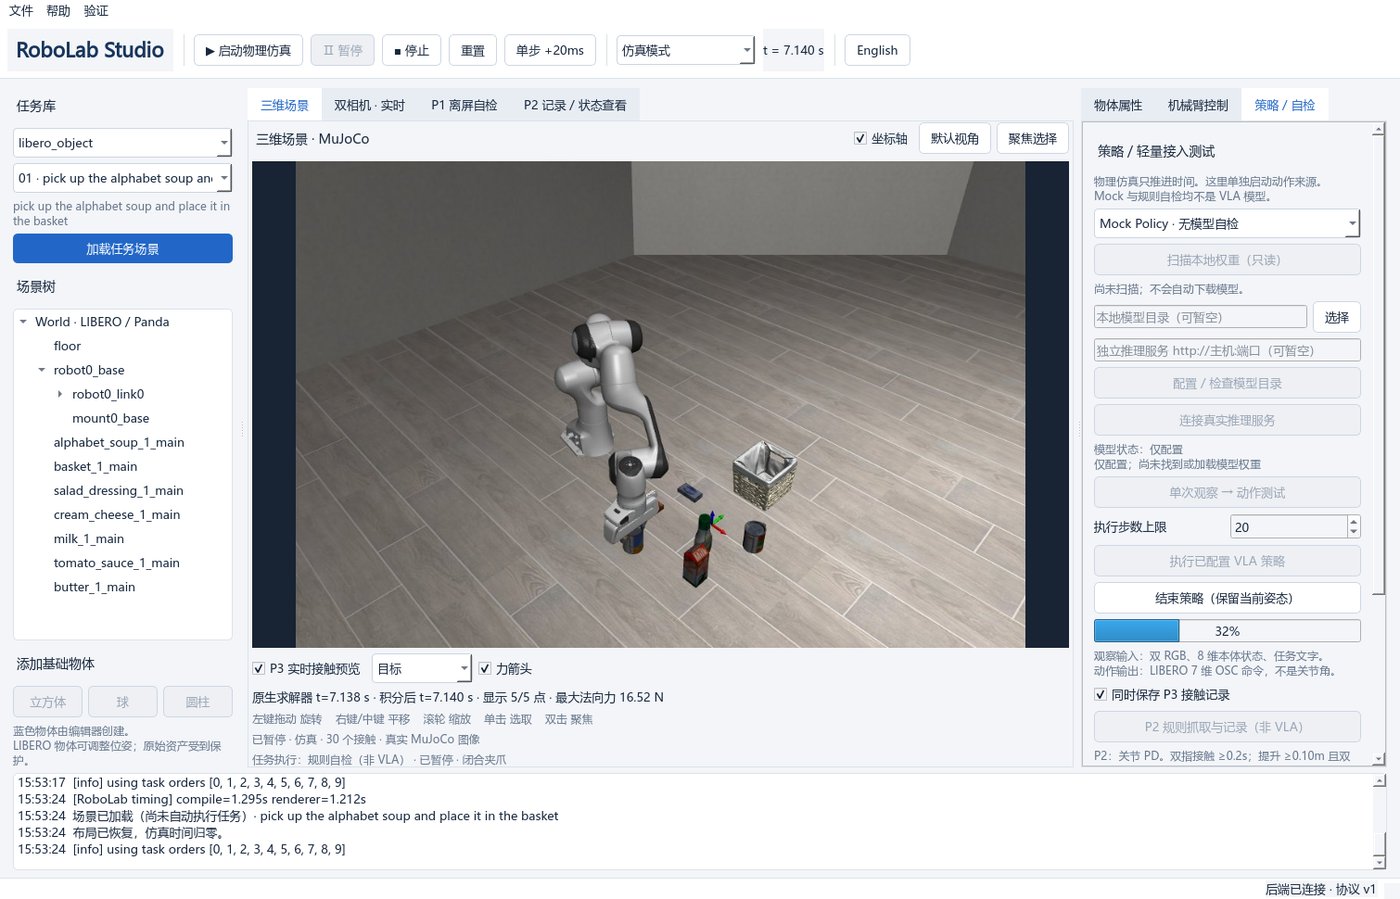 文件 帮助 验证
RoboLab Studio
▶ 启动物理仿真
暂停
■ 停止
重置
单步 +20ms
仿真模式
t = 7.140 s
English
任务库
libero_object
01 · pick up the alphabet soup an
pick up the alphabet soup and place it in
the basket
加载任务场景
场景树
World · LIBERO / Panda
floor
robot0_base
robot0_link0
mount0_base
alphabet_soup_1_main
basket_1_main
salad_dressing_1_main
cream_cheese_1_main
milk_1_main
tomato_sauce_1_main
butter_1_main
添加基础物体
立方体
球
圆柱
蓝色物体由编辑器创建。
LIBERO 物体可调整位姿；原始资产受到保
护。
三维场景
双相机 · 实时
P1 离屏自检
P2 记录 / 状态查看
三维场景 · MuJoCo
坐标轴
默认视角
聚焦选择
P3 实时接触预览
目标
力箭头
原生求解器 t=7.138 s · 积分后 t=7.140 s · 显示 5/5 点 · 最大法向力 16.52 N
左键拖动 旋转 右键/中键 平移 滚轮 缩放 单击 选取 双击 聚焦
已暂停 · 仿真 · 30 个接触 · 真实 MuJoCo 图像
任务执行：规则自检（非 VLA） · 已暂停 · 闭合夹爪
物体属性
机械臂控制
策略 / 自检
策略 / 轻量接入测试
物理仿真只推进时间。这里单独启动动作来源。
Mock 与规则自检均不是 VLA 模型。
Mock Policy · 无模型自检
扫描本地权重（只读）
尚未扫描；不会自动下载模型。
本地模型目录（可暂空）
选择
独立推理服务 http://主机:端口（可暂空）
配置 / 检查模型目录
连接真实推理服务
模型状态：仅配置
仅配置；尚未找到或加载模型权重
单次观察 → 动作测试
执行步数上限
20
执行已配置 VLA 策略
结束策略（保留当前姿态）
32%
观察输入：双 RGB、8 维本体状态、任务文字。
动作输出：LIBERO 7 维 OSC 命令，不是关节角。
同时保存 P3 接触记录
P2 规则抓取与记录（非 VLA）
P2：关节 PD。双指接触 ≥0.2s；提升 ≥0.10m 且双
15:53:17 [info] using task orders [0, 1, 2, 3, 4, 5, 6, 7, 8, 9]
15:53:24 [RoboLab timing] compile=1.295s renderer=1.212s
15:53:24 场景已加载（尚未自动执行任务）· pick up the alphabet soup and place it in the basket
15:53:24 布局已恢复，仿真时间归零。
15:53:24 [info] using task orders [0, 1, 2, 3, 4, 5, 6, 7, 8, 9]
后端已连接 · 协议 v1